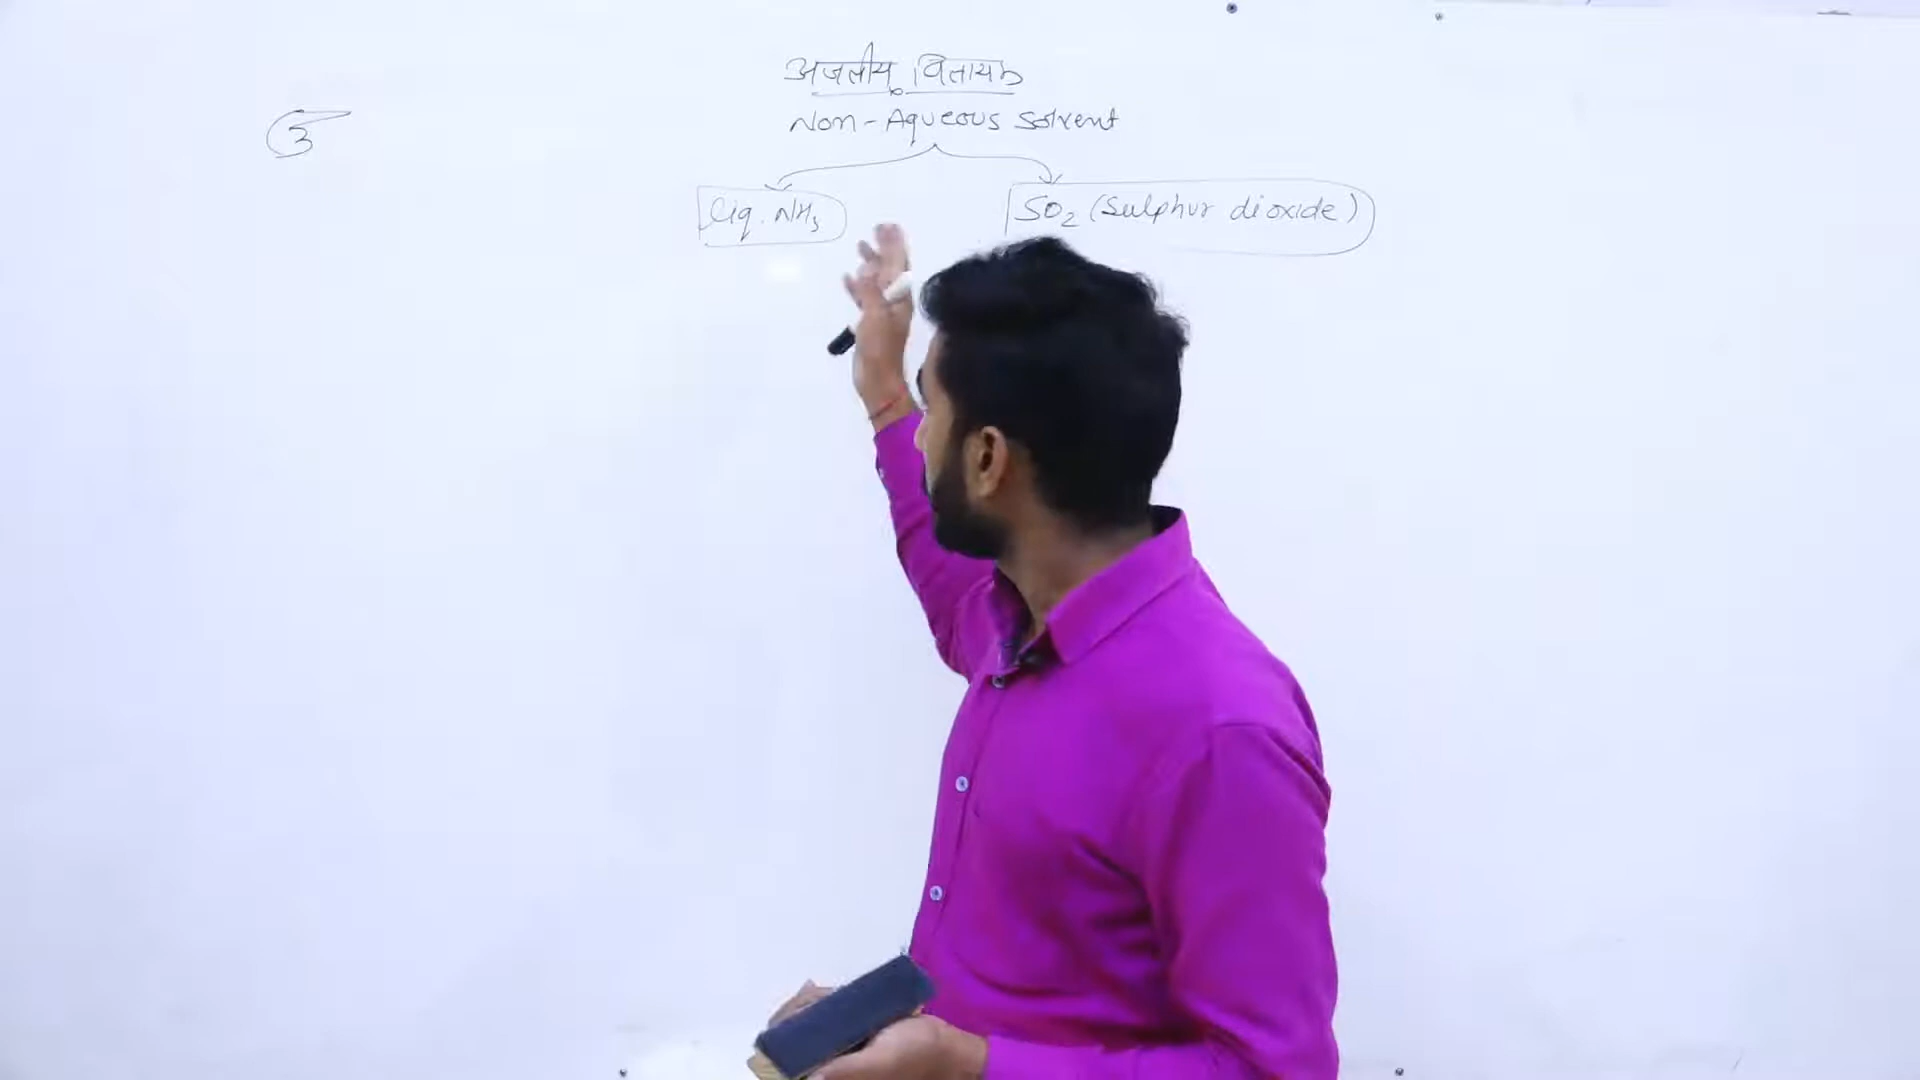 अजलीय विलायक
Non-Aqueous Solvent
3
Liq. NH₃
SO₂ (Sulphur dioxide)